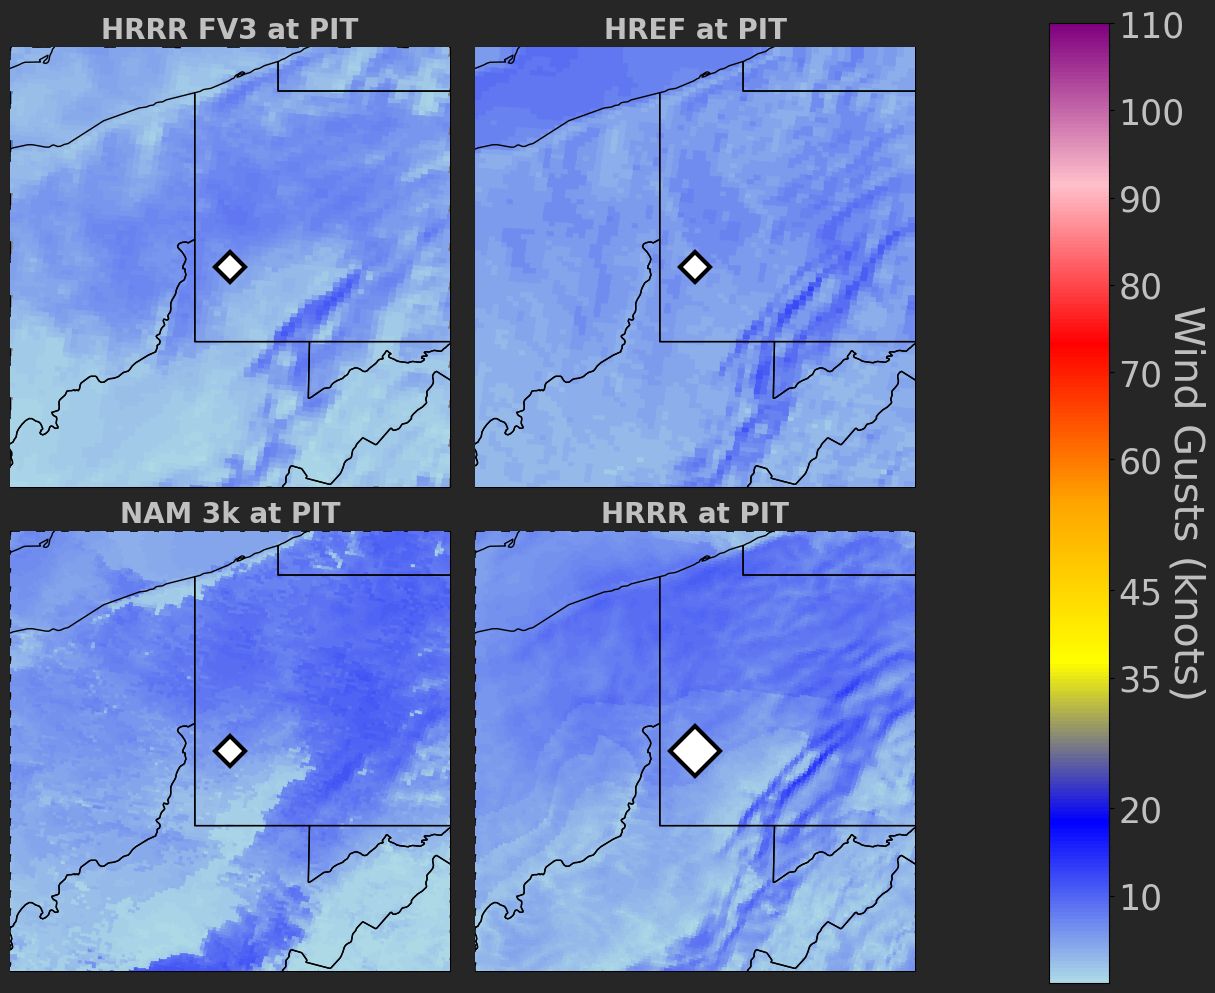 HRRR FV3 at PIT
HREF at PIT
NAM 3k at PIT
HRRR at PIT
110
100
90
80
70
60
45
35
20
10
Wind Gusts (knots)